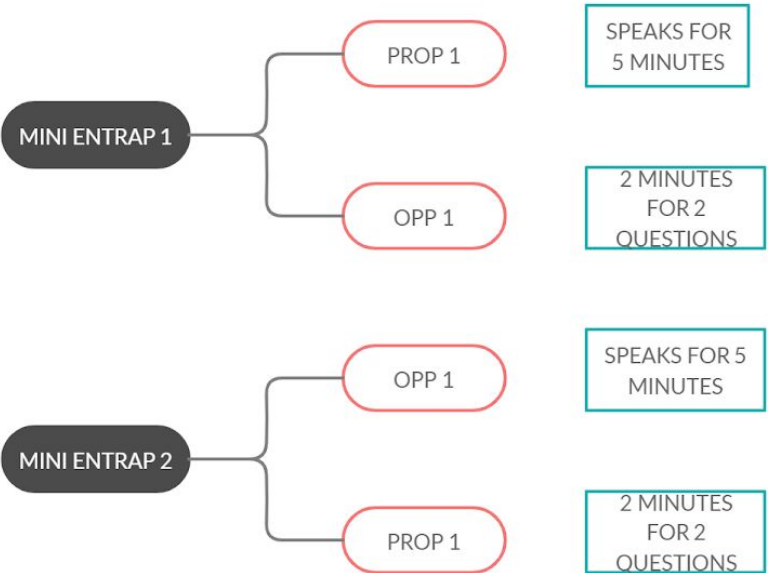 PROP 1
SPEAKS FOR
5 MINUTES
MINI ENTRAP 1
OPP 1
2 MINUTES
FOR 2
QUESTIONS
OPP 1
SPEAKS FOR 5
MINUTES
MINI ENTRAP 2
PROP 1
2 MINUTES
FOR 2
QUESTIONS